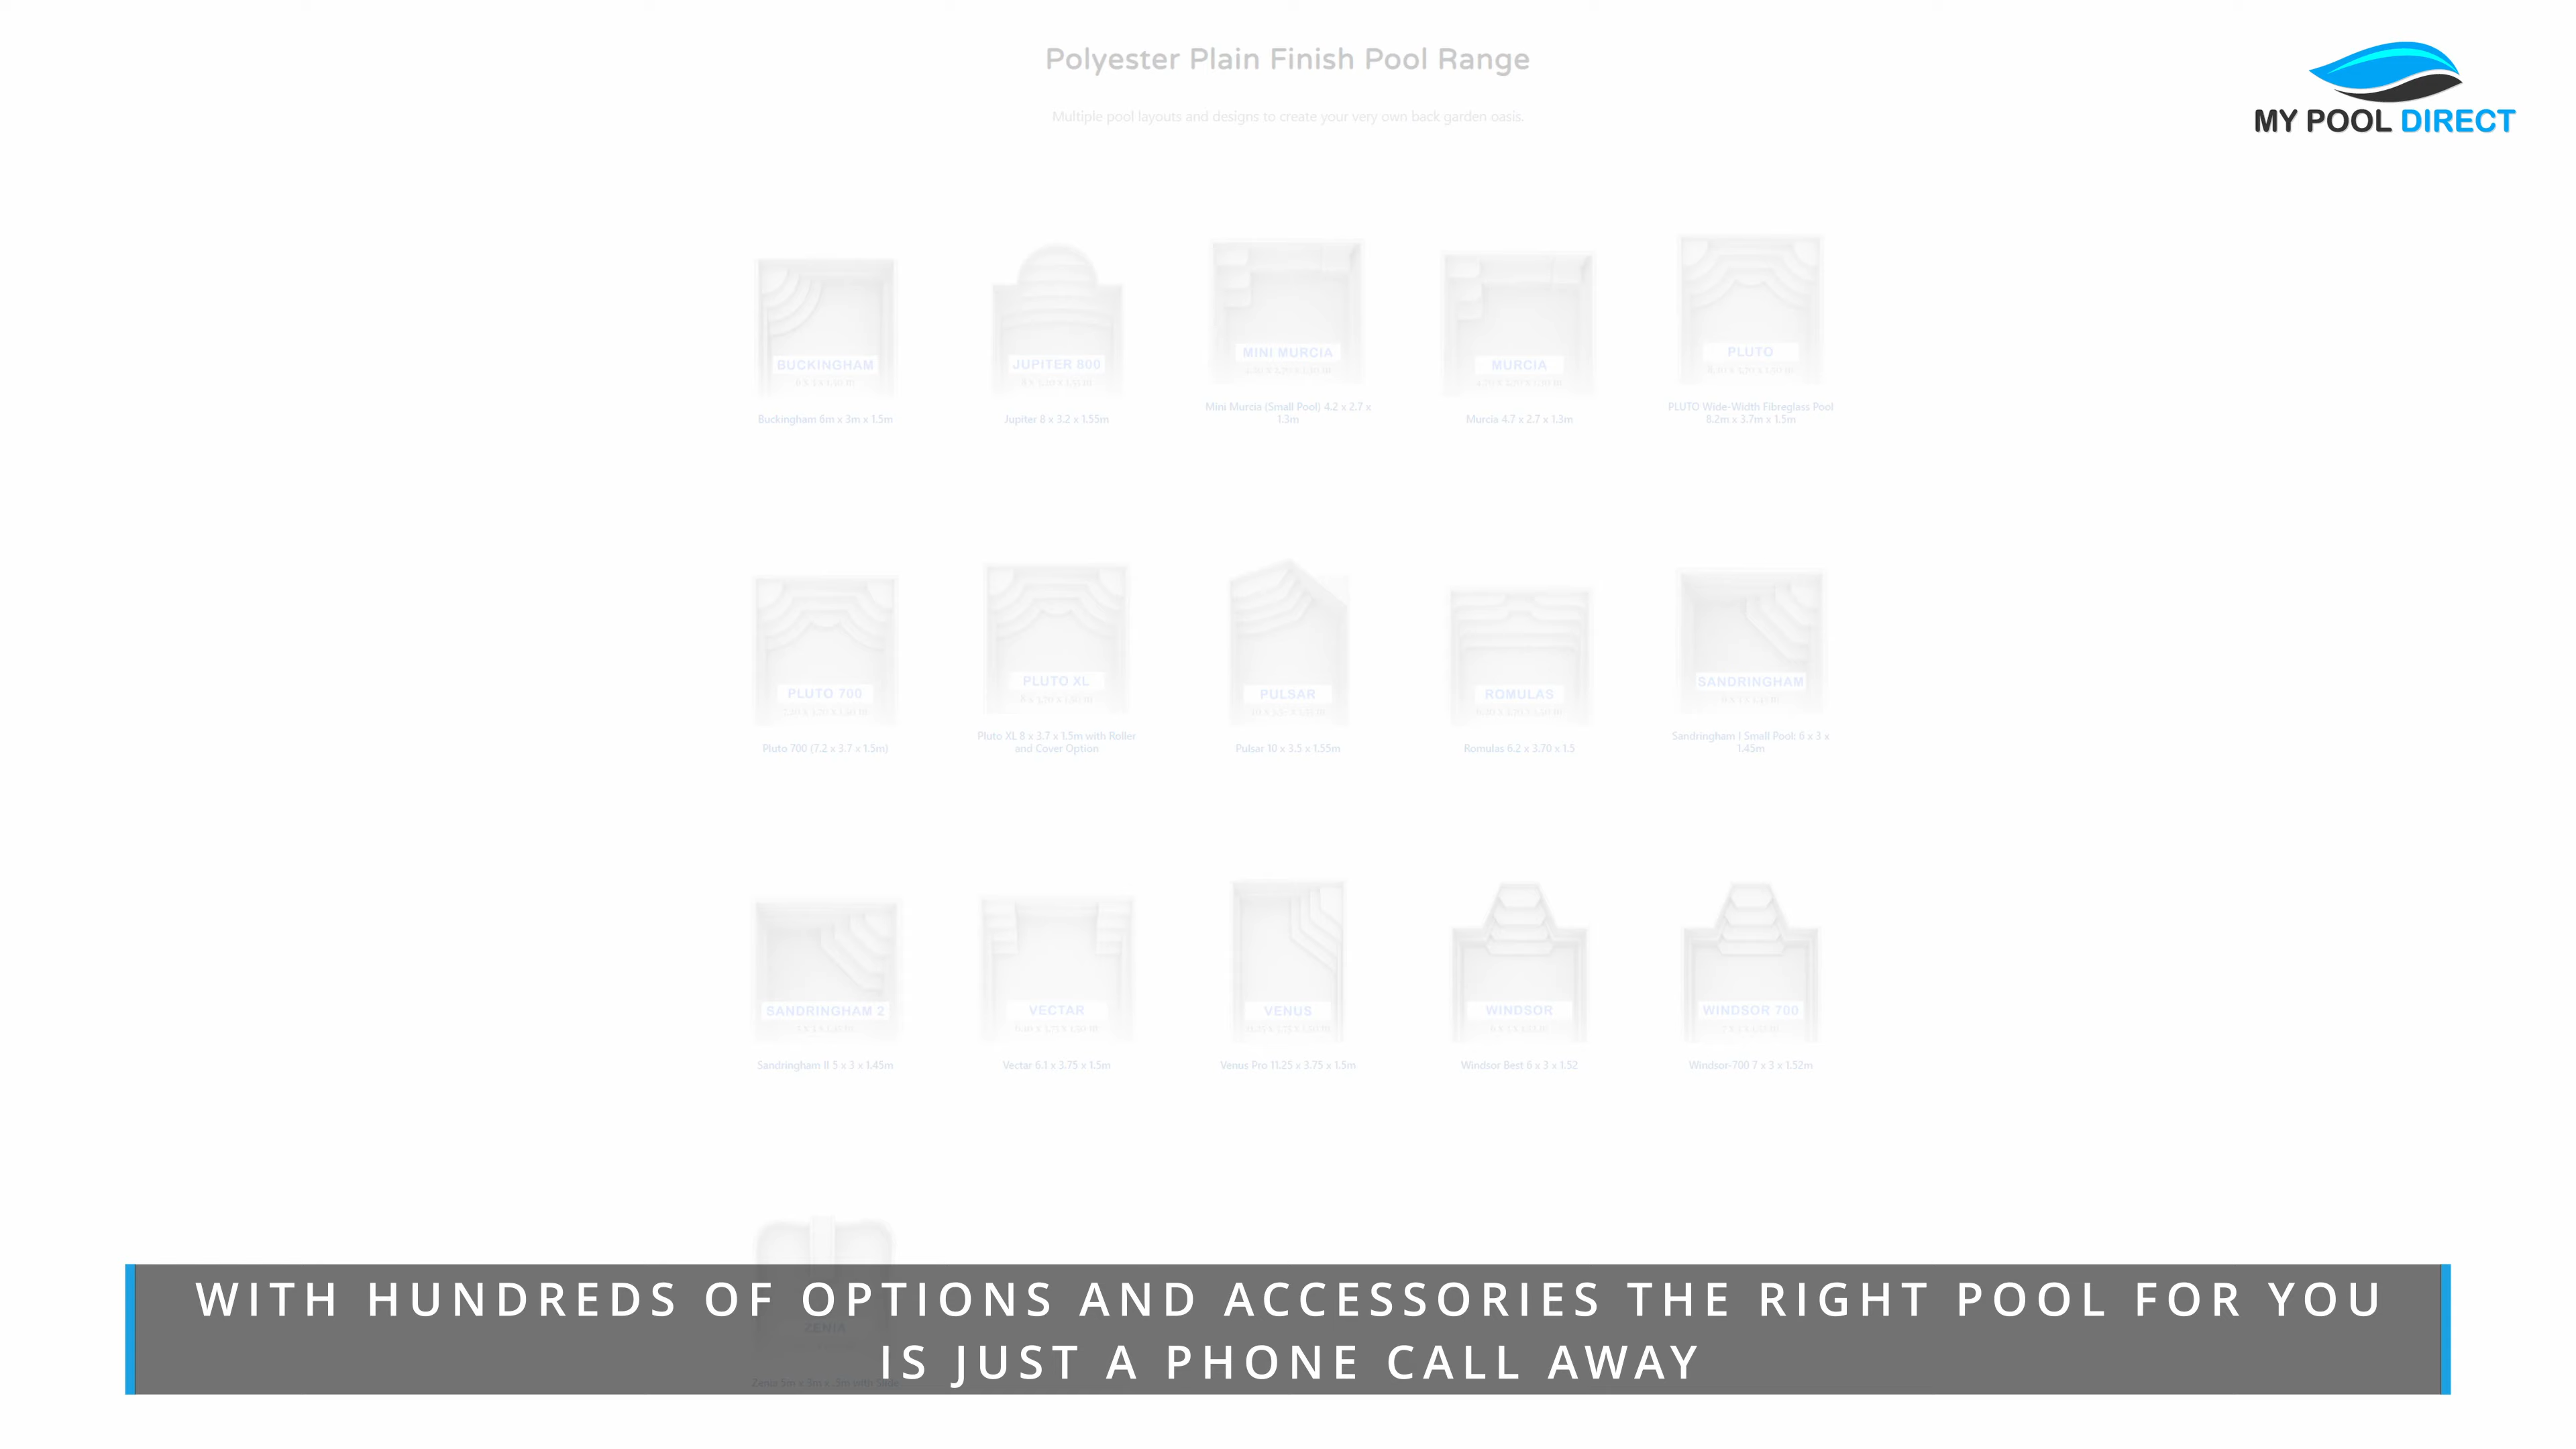 Polyester Plain Finish Pool Range
MY POOL DIRECT
Multiple pool layouts and designs to create your very own back garden oasis.
BUCKINGHAM
JUPITER 800
MINI MURCIA
MURCIA
PLUTO
Buckingham 6m x 3m x 1.5m
Jupiter 8 x 3.2 x 1.55m
Mini Murcia (Small Pool) 4.2 x 2.7 x
1.3m
Murcia 4.7 x 2.7 x 1.3m
PLUTO Wide-Width Fibreglass Pool
8.2m x 3.7m x 1.5m
PLUTO 700
PLUTO XL
PULSAR
ROMULAS
SANDRINGHAM
Pluto 700 (7.2 x 3.7 x 1.5m)
Pluto XL 8 x 3.7 x 1.5m with Roller
and Cover Option
Pulsar 10 x 3.5 x 1.55m
Romulas 6.2 x 3.70 x 1.5
Sandringham I Small Pool: 6 x 3 x
1.45m
SANDRINGHAM 2
VECTAR
VENUS
WINDSOR
WINDSOR 700
Sandringham II 5 x 3 x 1.45m
Vectar 6.1 x 3.75 x 1.5m
Venus Pro 11.25 x 3.75 x 1.5m
Windsor Best 6 x 3 x 1.52
Windsor-700 7 x 3 x 1.52m
WITH HUNDREDS OF OPTIONS AND ACCESSORIES THE RIGHT POOL FOR YOU
IS JUST A PHONE CALL AWAY
ZENIA